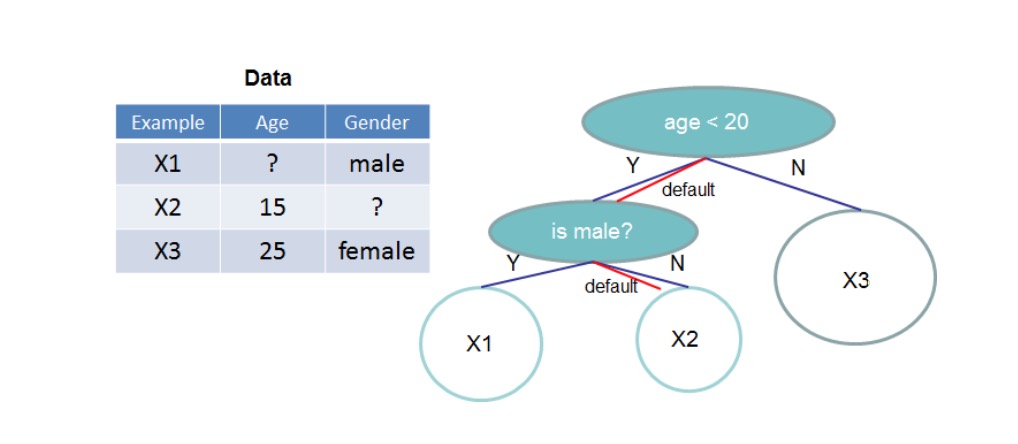 Data
Example Age Gender
X1 ? male
X2 15 ?
X3 25 female
age < 20
Y N
default
is male?
Y N
default
X3
X1 X2